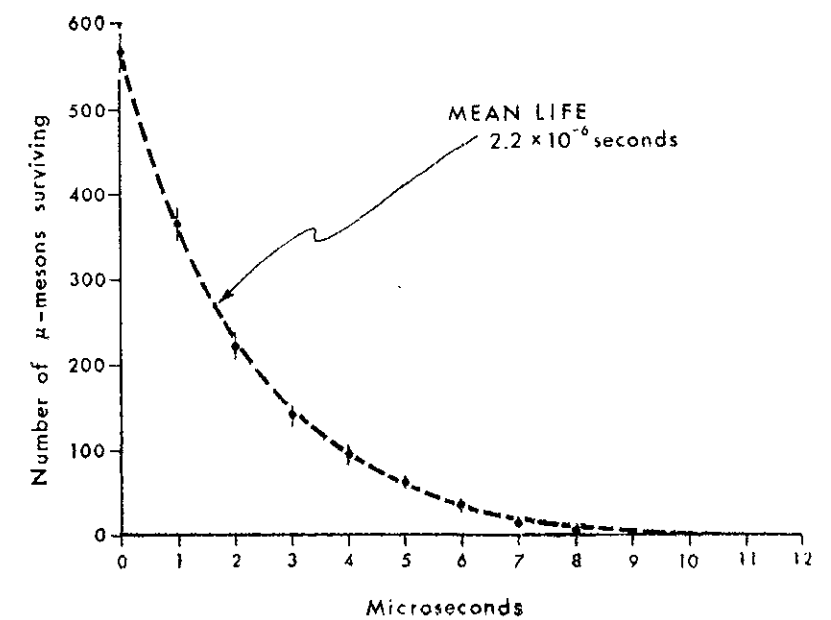 600
500
400
300
200
100
0
Number of μ-mesons surviving
MEAN LIFE
2.2 × 10⁻⁶ seconds
0 1 2 3 4 5 6 7 8 9 10 11 12
Microseconds